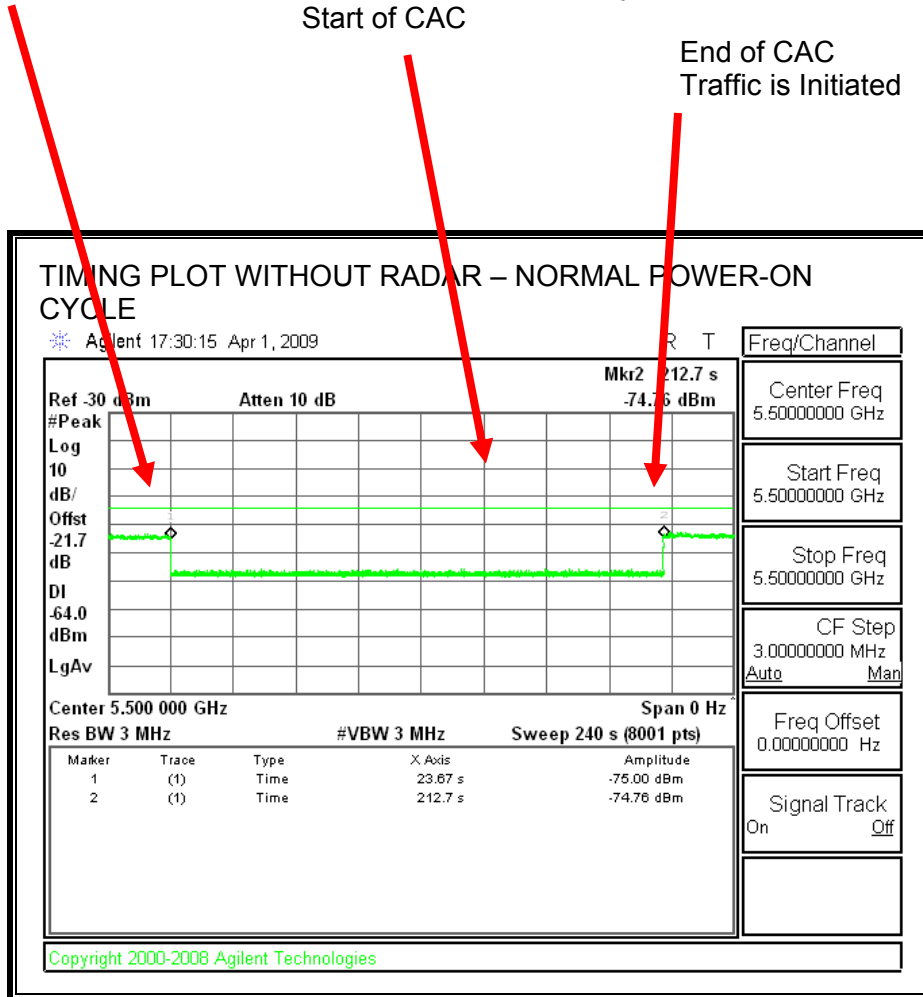 Start of CAC
End of CAC
Traffic is Initiated
TIMING PLOT WITHOUT RADAR – NORMAL POWER-ON
CYCLE
Agilent 17:30:15 Apr 1, 2009 R T
Freq/Channel
Mkr2 212.7 s
Ref -30 dBm Atten 10 dB -74.76 dBm
#Peak
Log
10
dB/
Offst
-21.7
dB
DI
-64.0
dBm
LgAv
1
2
Center 5.500 000 GHz Span 0 Hz
Res BW 3 MHz #VBW 3 MHz Sweep 240 s (8001 pts)
Marker Trace Type X Axis Amplitude
1 (1) Time 23.67 s -75.00 dBm
2 (1) Time 212.7 s -74.76 dBm
Center Freq
5.50000000 GHz
Start Freq
5.50000000 GHz
Stop Freq
5.50000000 GHz
CF Step
3.00000000 MHz
Auto Man
Freq Offset
0.00000000 Hz
Signal Track
On Off
Copyright 2000-2008 Agilent Technologies